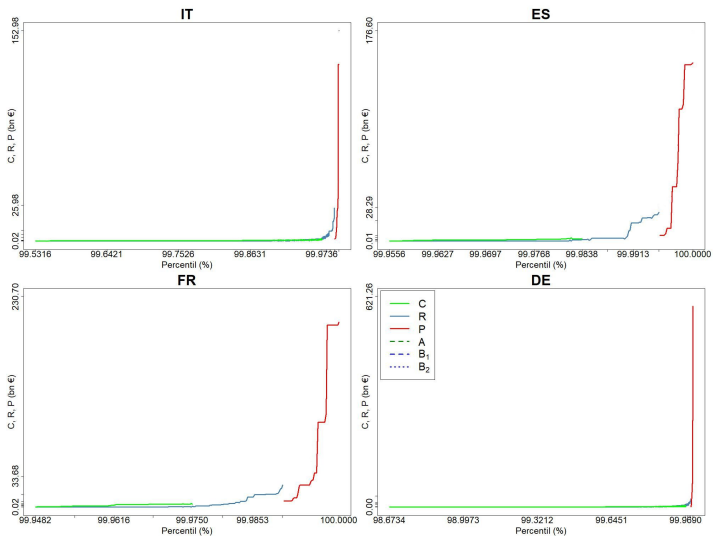 IT
152.98
25.98
0.02
C, R, P (bn €)
99.5316 99.6421 99.7526 99.8631 99.9736
Percentil (%)
ES
176.60
28.29
0.01
C, R, P (bn €)
99.9556 99.9627 99.9697 99.9768 99.9838 99.9913 100.0000
Percentil (%)
FR
230.70
33.68
0.02
C, R, P (bn €)
99.9482 99.9616 99.9750 99.9853 100.0000
Percentil (%)
DE
621.26
0.00
C, R, P (bn €)
C
R
P
A
B1
B2
98.6734 98.9973 99.3212 99.6451 99.9690
Percentil (%)